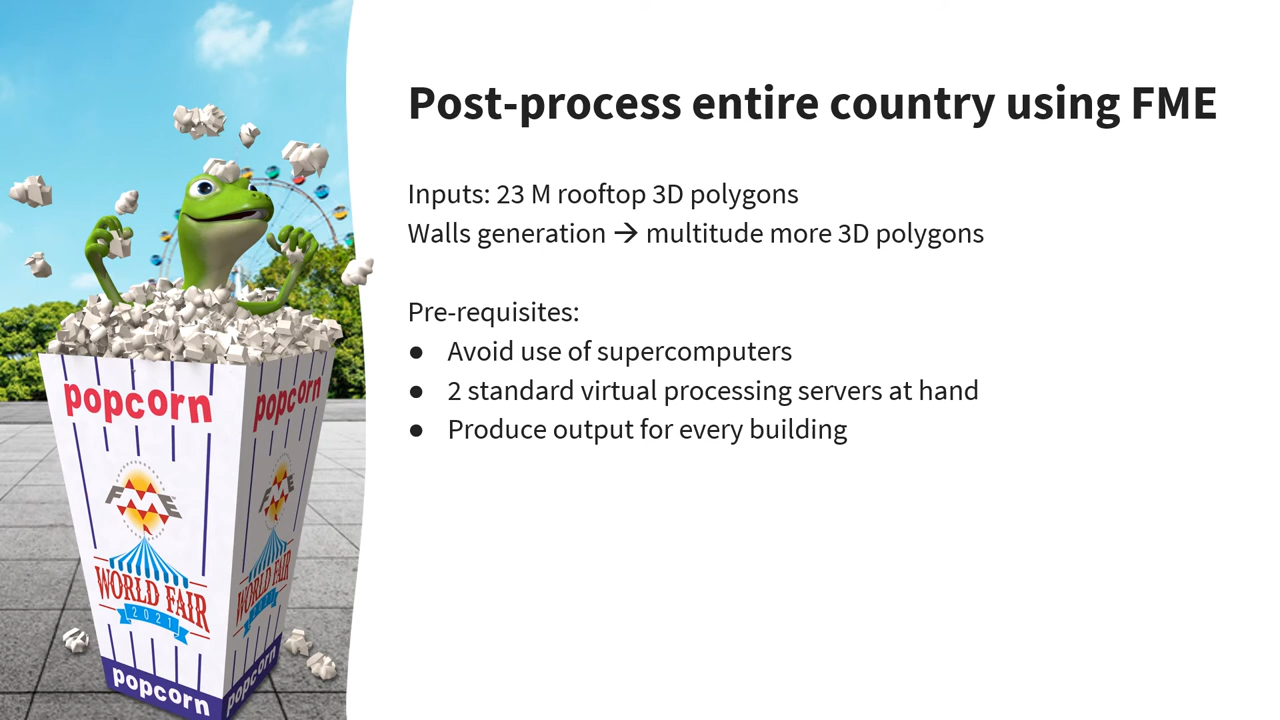 Post-process entire country using FME
Inputs: 23 M rooftop 3D polygons
Walls generation → multitude more 3D polygons
Pre-requisites:
● Avoid use of supercomputers
● 2 standard virtual processing servers at hand
● Produce output for every building
popcorn
popcorn
FME
FME
WORLD FAIR
WORLD FAIR
2021
2021
popcorn
popcorn